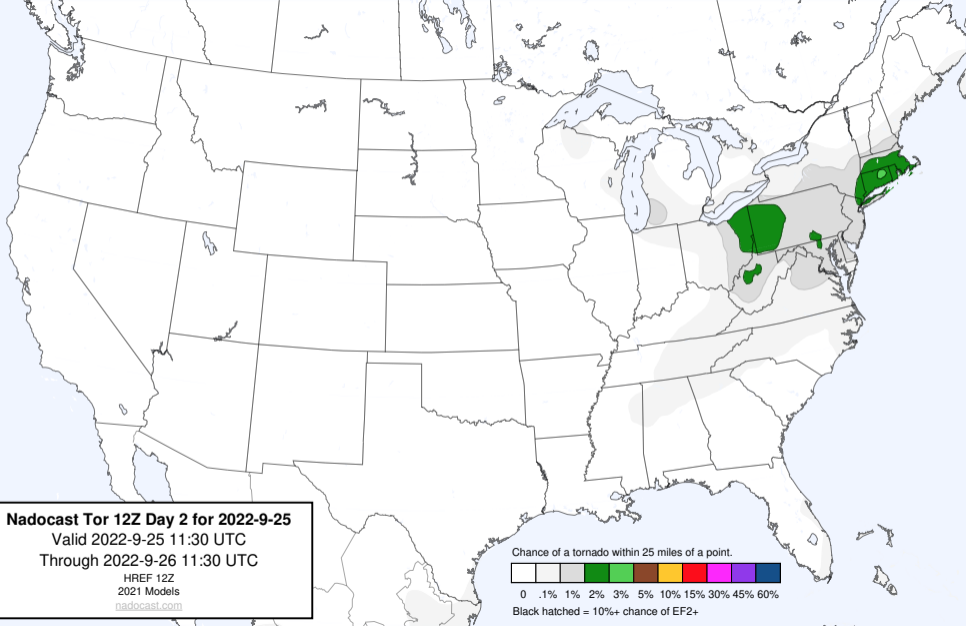 Nadocast Tor 12Z Day 2 for 2022-9-25
Valid 2022-9-25 11:30 UTC
Through 2022-9-26 11:30 UTC
HREF 12Z
2021 Models
nadocast.com
Chance of a tornado within 25 miles of a point.
0 .1% 1% 2% 3% 5% 10% 15% 30% 45% 60%
Black hatched = 10%+ chance of EF2+